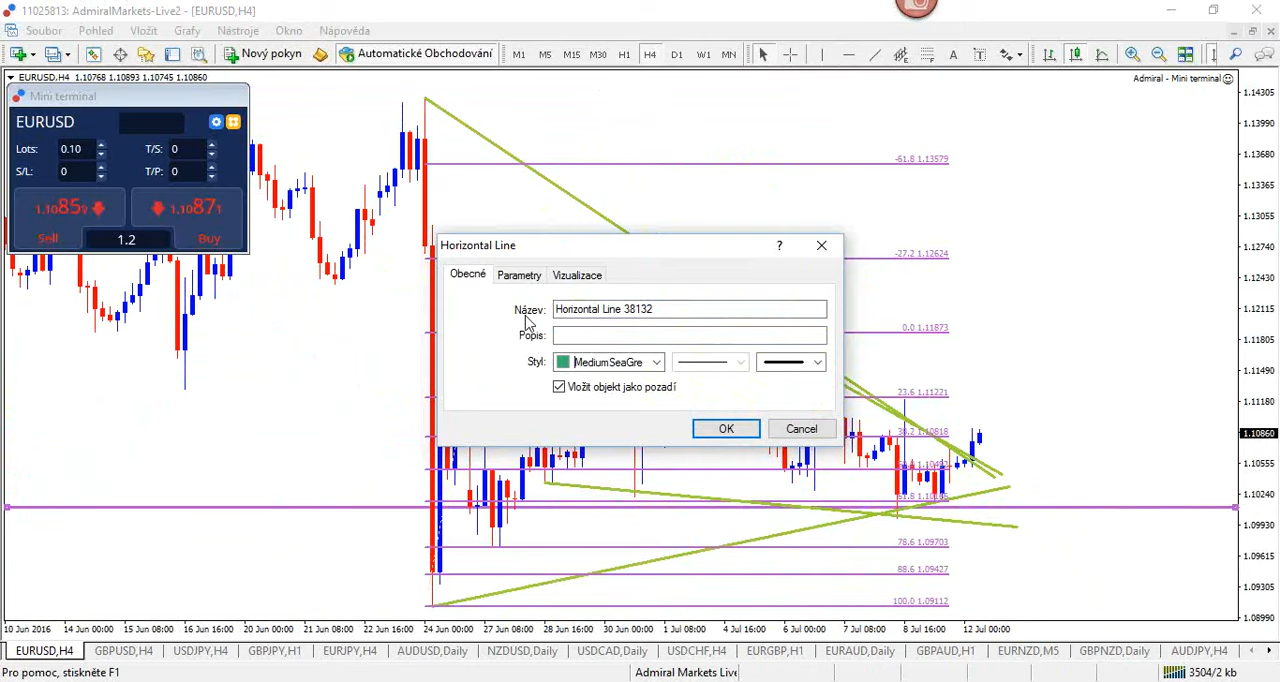 11025813: AdmiralMarkets-Live2 - [EURUSD,H4]
Soubor Pohled Vložit Grafy Nástroje Okno Nápověda
Nový pokyn Automatické Obchodování M1 M5 M15 M30 H1 H4 D1 W1 MN A T
EURUSD,H4 1.10768 1.10893 1.10745 1.10860
Admiral - Mini terminal
Mini terminal
EURUSD
Lots: 0.10 T/S: 0
S/L: 0 T/P: 0
1.10859 1.10871
Sell 1.2 Buy
Horizontal Line
Obecné Parametry Vizualizace
Název: Horizontal Line 38132
Popis:
Styl: MediumSeaGre
Vložit objekt jako pozadí
OK Cancel
-61.8 1.13579
-27.2 1.12624
0.0 1.11873
23.6 1.11221
38.2 1.10818
78.6 1.09703
88.6 1.09427
100.0 1.09112
1.14305
1.13990
1.13680
1.13365
1.13055
1.12740
1.12430
1.12115
1.11805
1.11490
1.11180
1.10860
1.10555
1.10240
1.09930
1.09615
1.09305
1.08990
10 Jun 2016 14 Jun 00:00 15 Jun 08:00 16 Jun 16:00 20 Jun 00:00 21 Jun 08:00 22 Jun 16:00 24 Jun 00:00 27 Jun 08:00 28 Jun 16:00 30 Jun 00:00 1 Jul 08:00 4 Jul 16:00 6 Jul 00:00 7 Jul 08:00 8 Jul 16:00 12 Jul 00:00
EURUSD,H4 GBPUSD,H4 USDJPY,H4 GBPJPY,H1 EURJPY,H4 AUDUSD,Daily NZDUSD,Daily USDCAD,Daily USDCHF,H4 EURGBP,H1 EURAUD,Daily GBPAUD,H1 EURNZD,M5 GBPNZD,Daily AUDJPY,H4
Pro pomoc, stiskněte F1 Admiral Markets Live 3504/2 kb